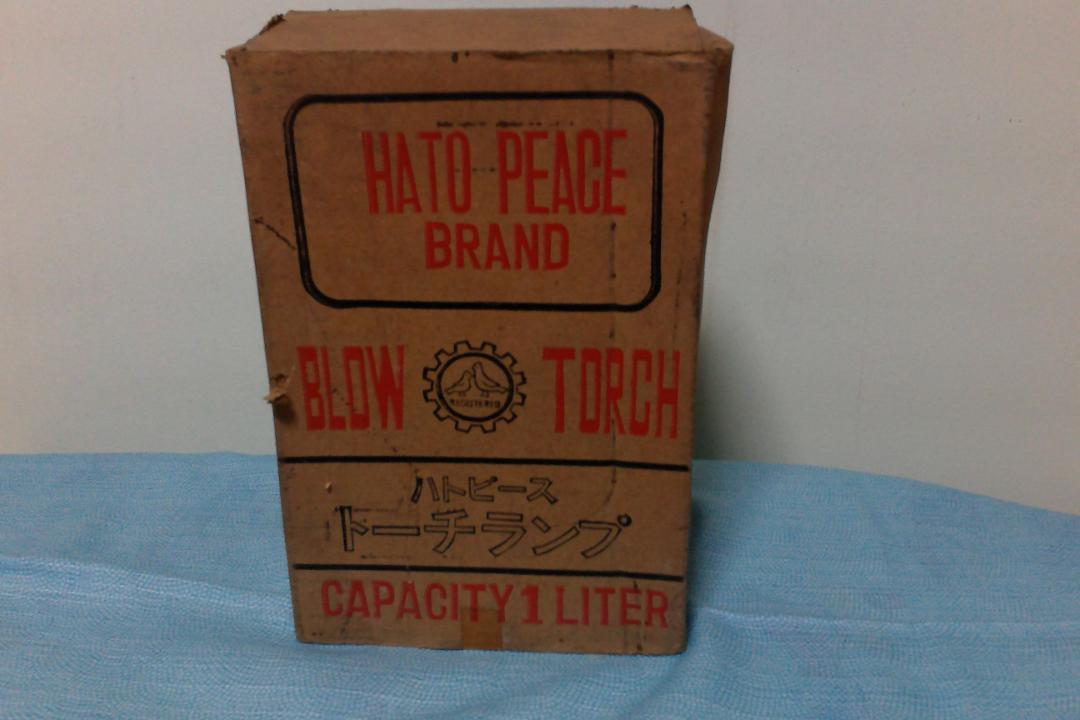 HATO PEACE
BRAND
BLOW TORCH
REGISTERED
ハトピース
トーチランプ
CAPACITY 1 LITER